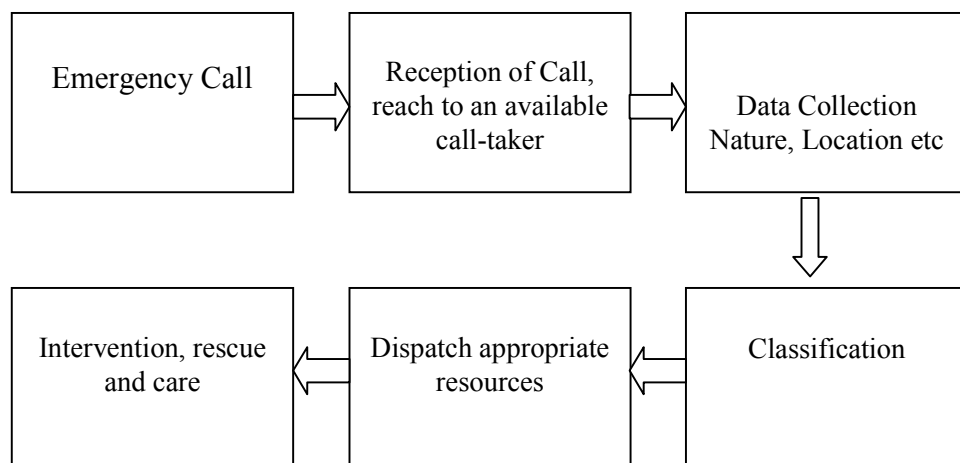 Emergency Call
Reception of Call,
reach to an available
call-taker
Data Collection
Nature, Location etc
Classification
Dispatch appropriate
resources
Intervention, rescue
and care